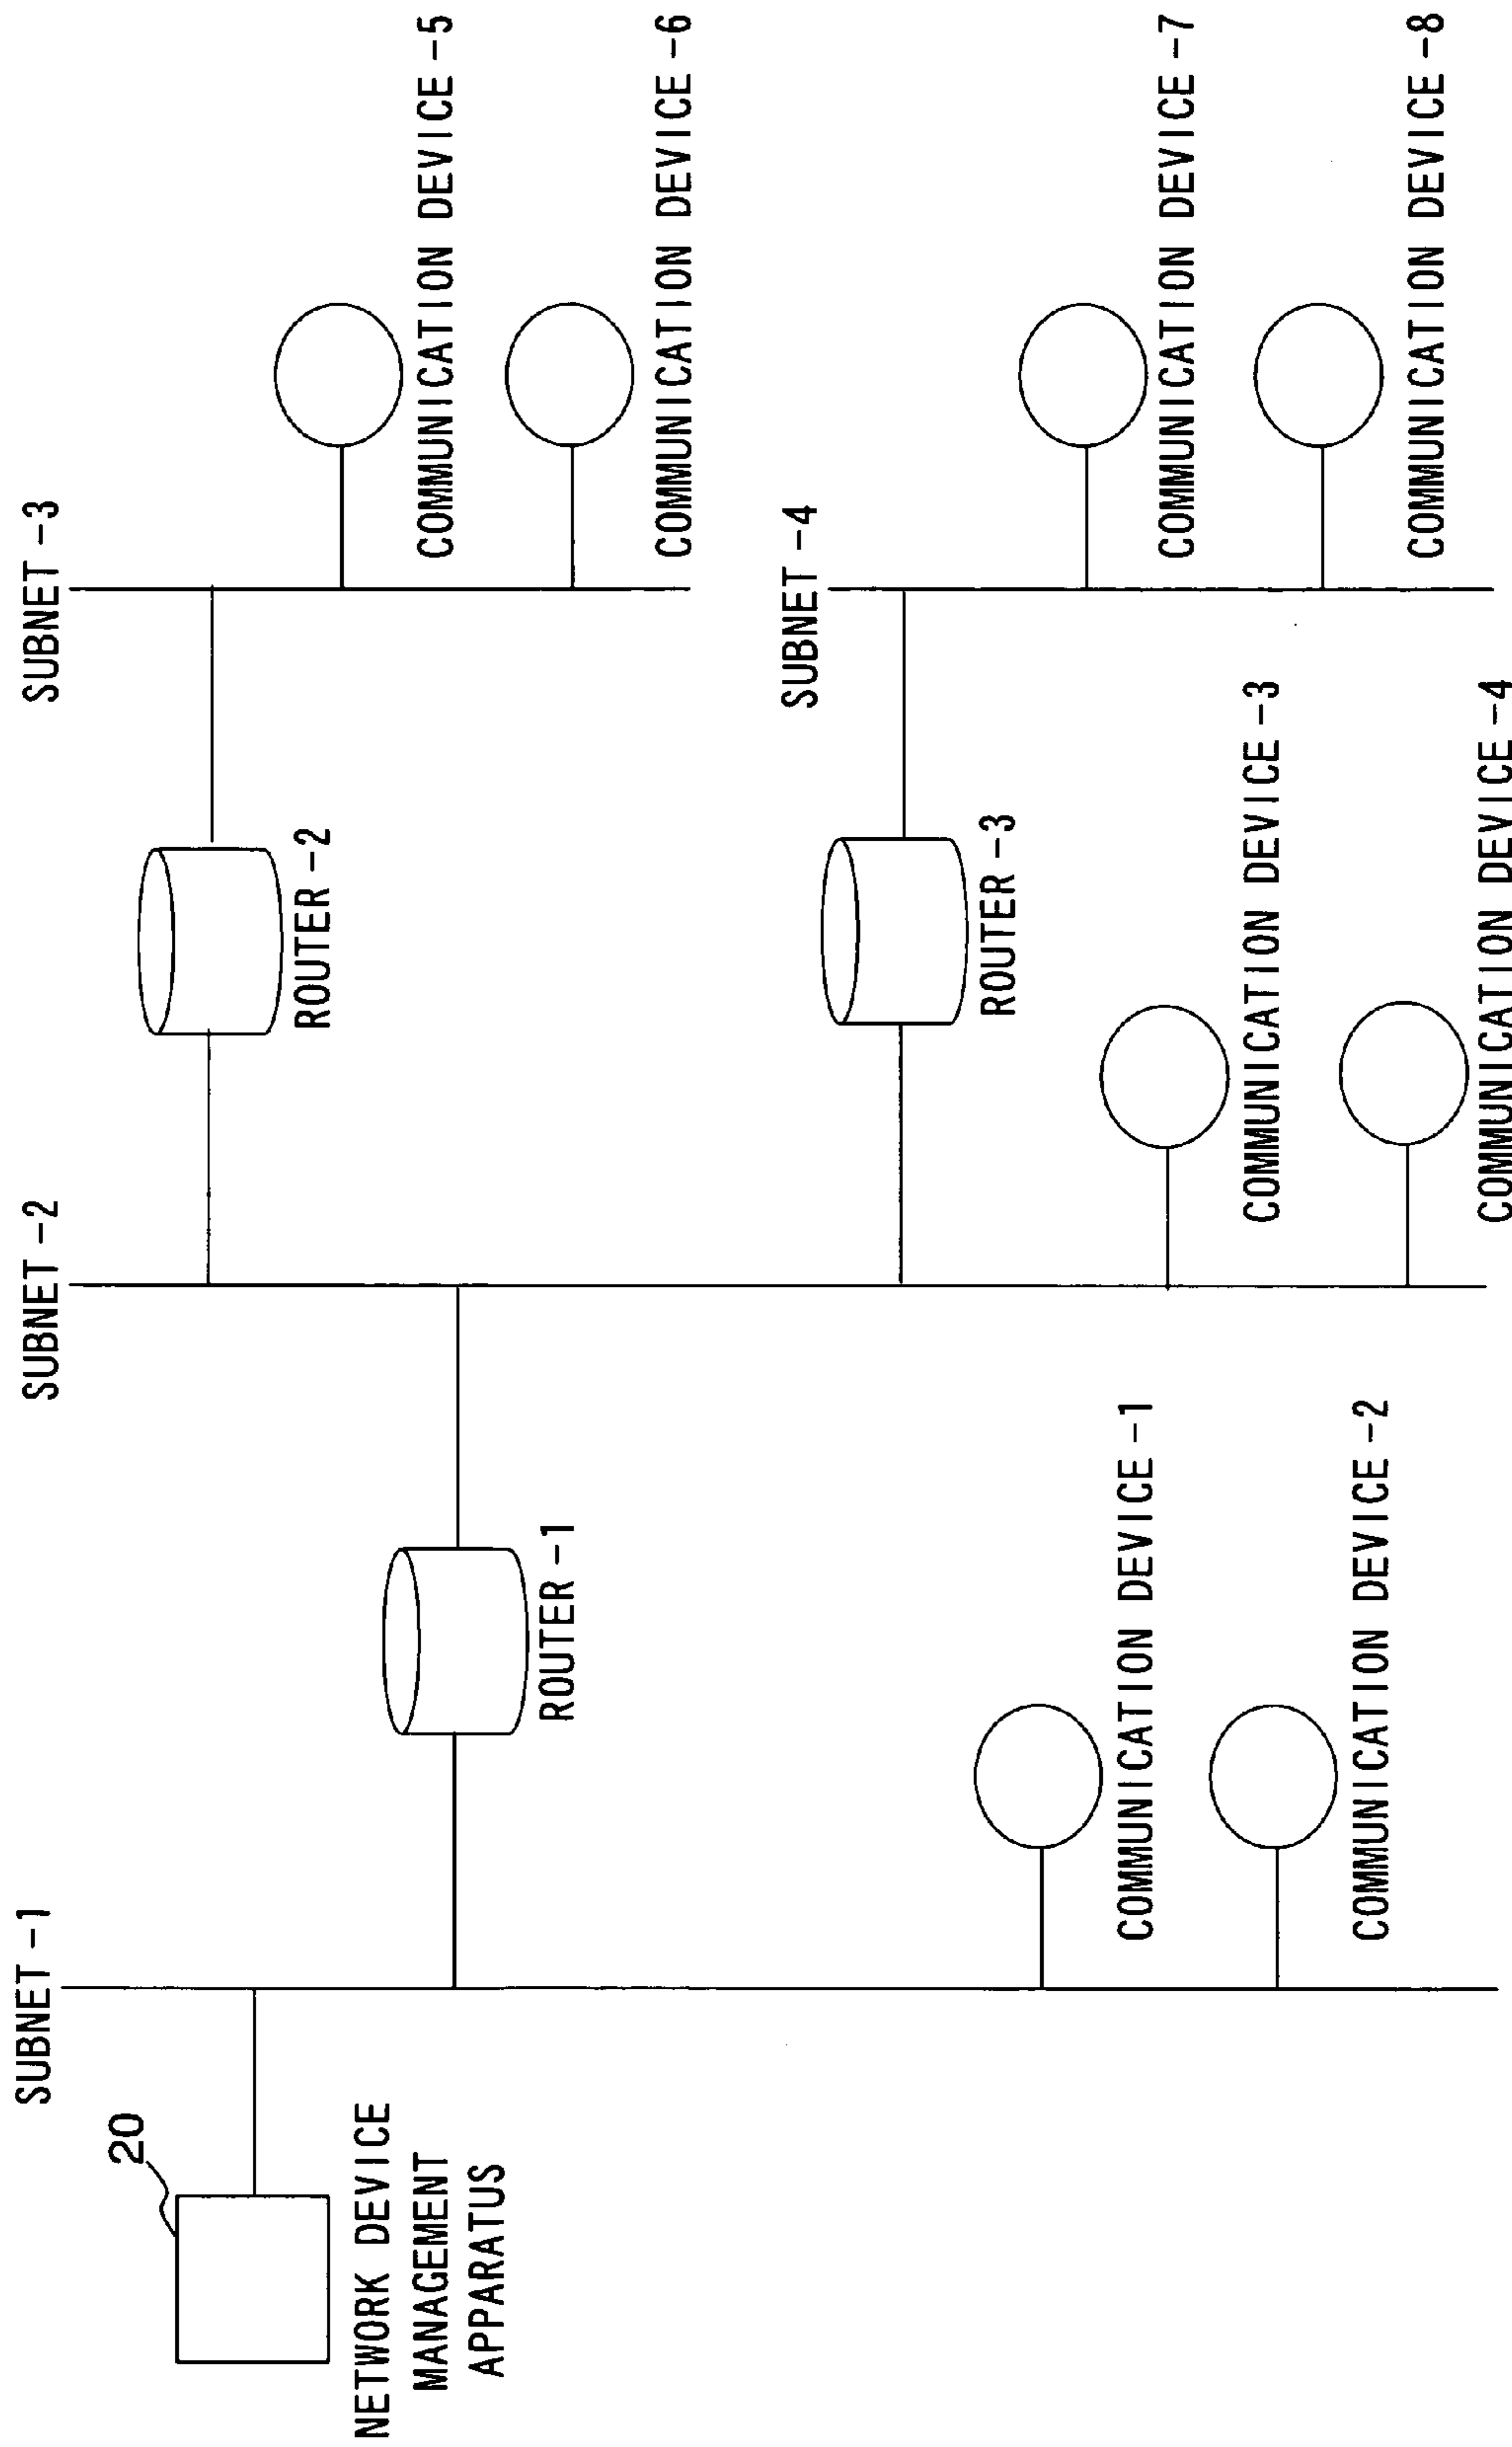 SUBNET -1
20
NETWORK DEVICE
MANAGEMENT
APPARATUS
ROUTER -1
COMMUNICATION DEVICE -1
COMMUNICATION DEVICE -2
SUBNET -2
ROUTER -2
ROUTER -3
COMMUNICATION DEVICE -3
COMMUNICATION DEVICE -4
SUBNET -3
COMMUNICATION DEVICE -5
COMMUNICATION DEVICE -6
SUBNET -4
COMMUNICATION DEVICE -7
COMMUNICATION DEVICE -8